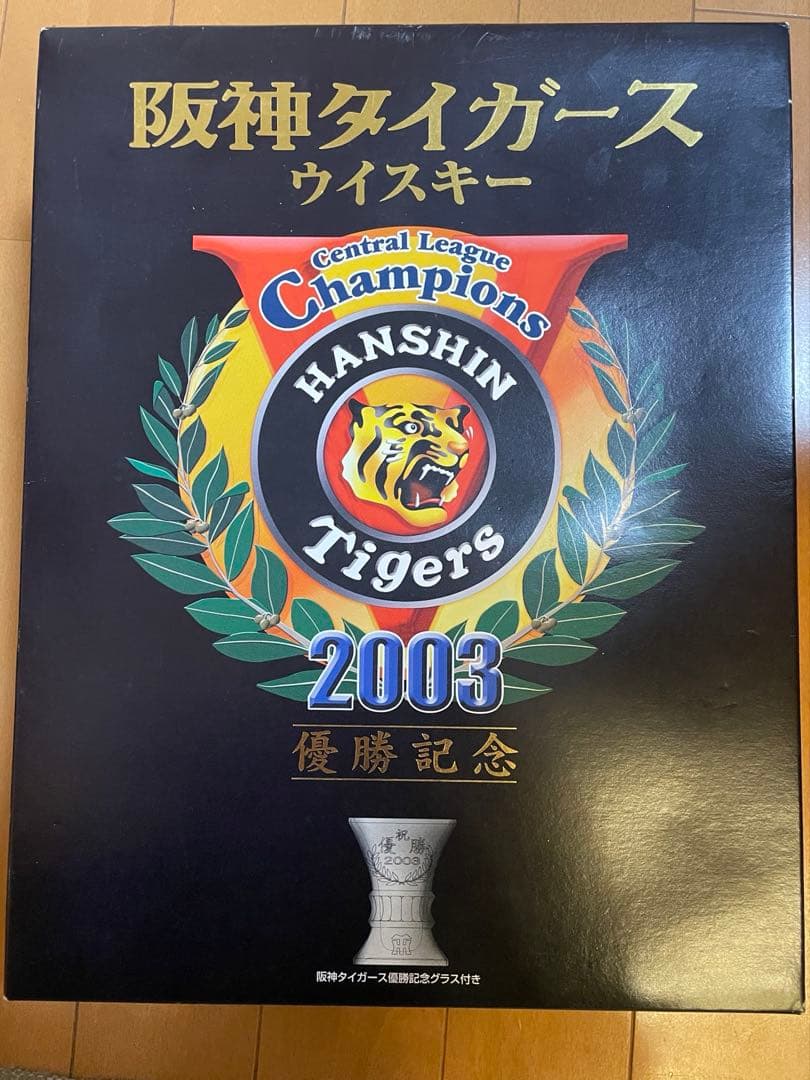 阪神タイガース
ウイスキー
Central League
Champions
HANSHIN
Tigers
2003
優勝記念
祝
優勝
2003
阪神タイガース優勝記念グラス付き